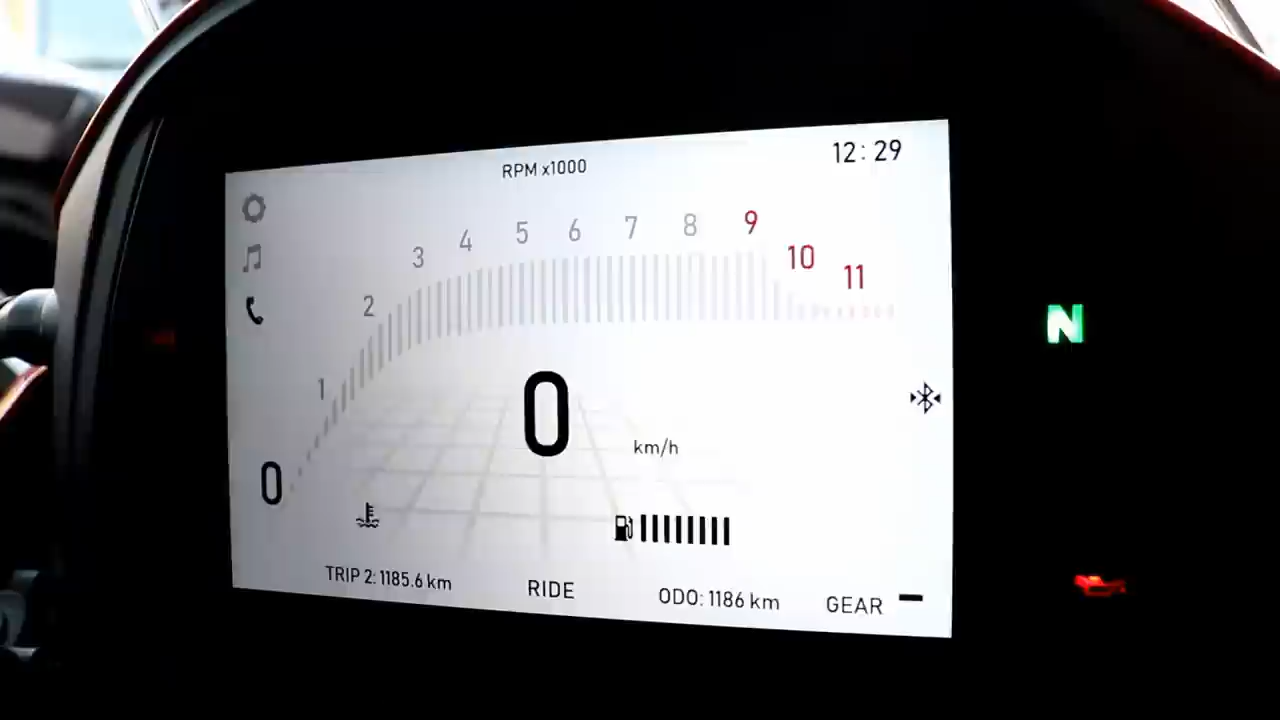 RPM x1000
12:29
0 1 2 3 4 5 6 7 8 9 10 11
0
km/h
TRIP 2: 1185.6 km
RIDE
ODO: 1186 km
GEAR -
N